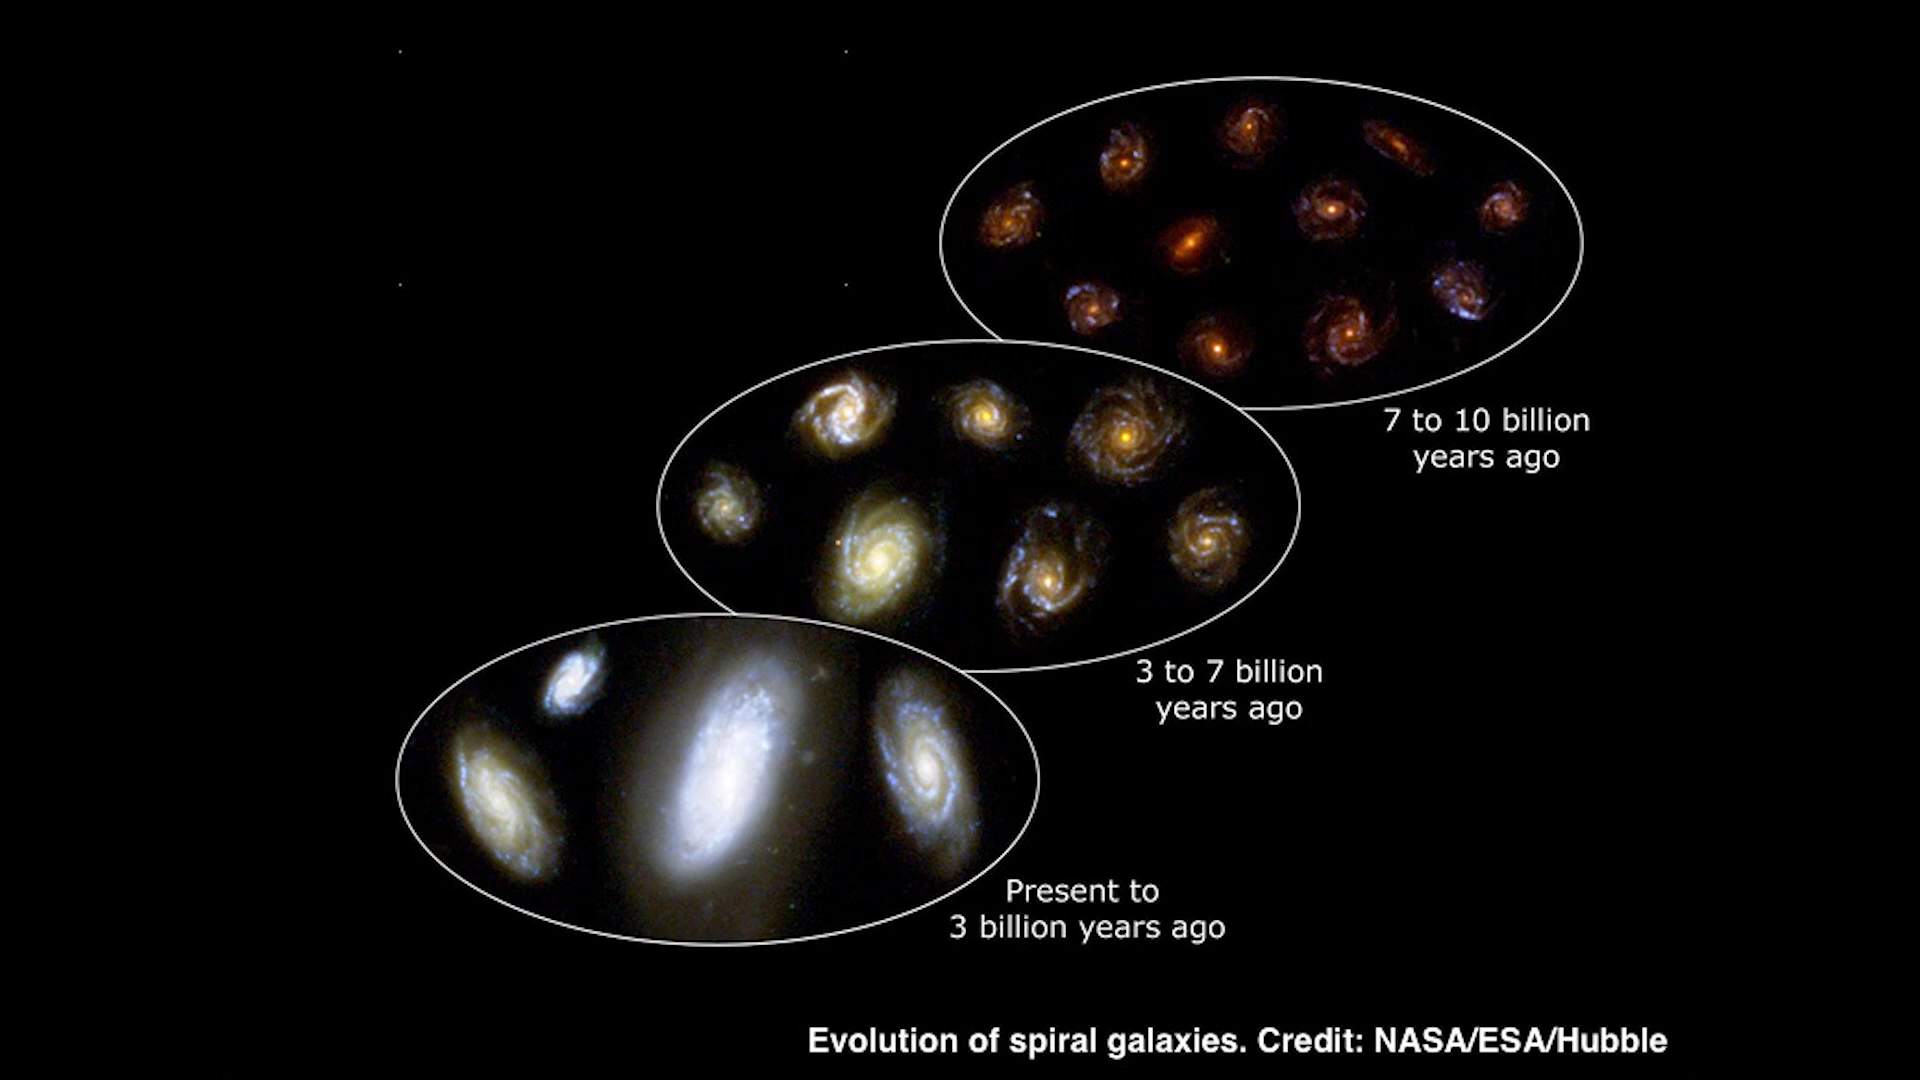 7 to 10 billion
years ago
3 to 7 billion
years ago
Present to
3 billion years ago
Evolution of spiral galaxies. Credit: NASA/ESA/Hubble